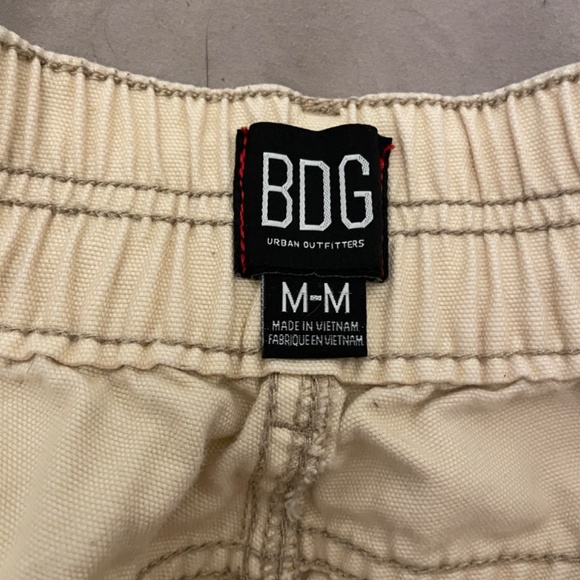 BDG
URBAN OUTFITTERS
M-M
MADE IN VIETNAM
FABRIQUE EN VIETNAM